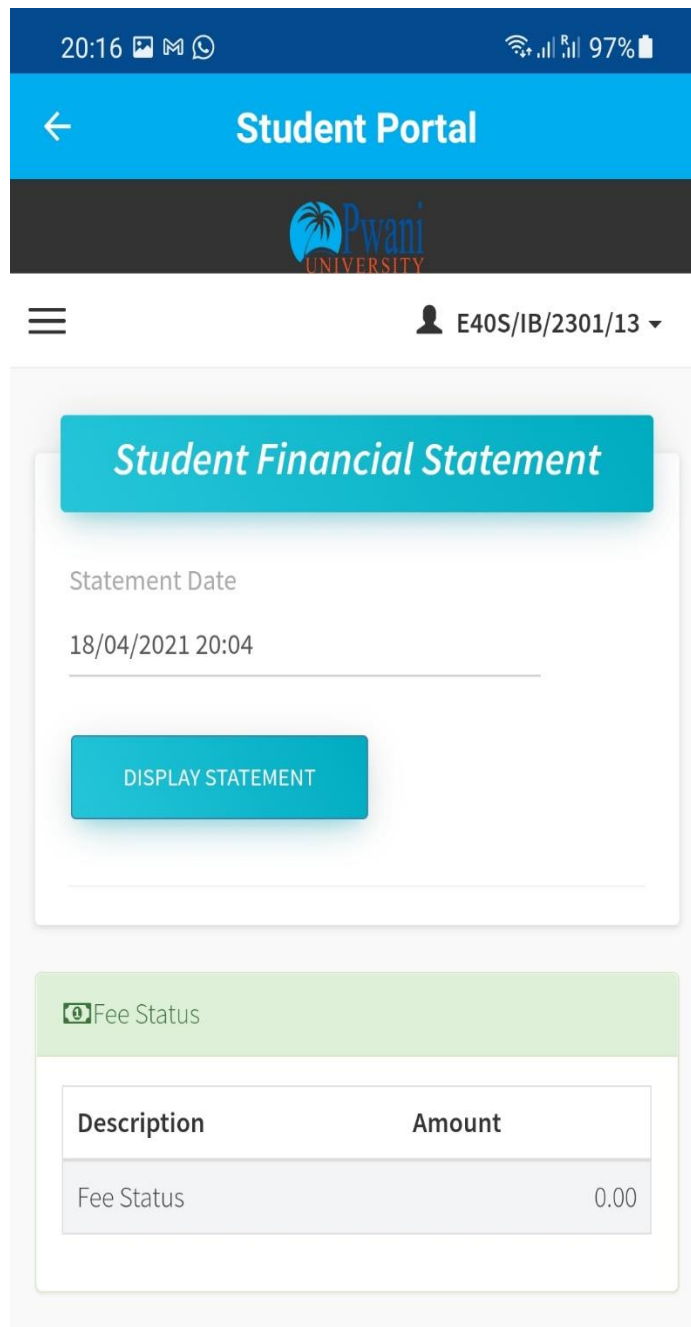 20:16 97%
Student Portal
Pwani
UNIVERSITY
E40S/IB/2301/13
Student Financial Statement
Statement Date
18/04/2021 20:04
DISPLAY STATEMENT
Fee Status
Description Amount
Fee Status 0.00